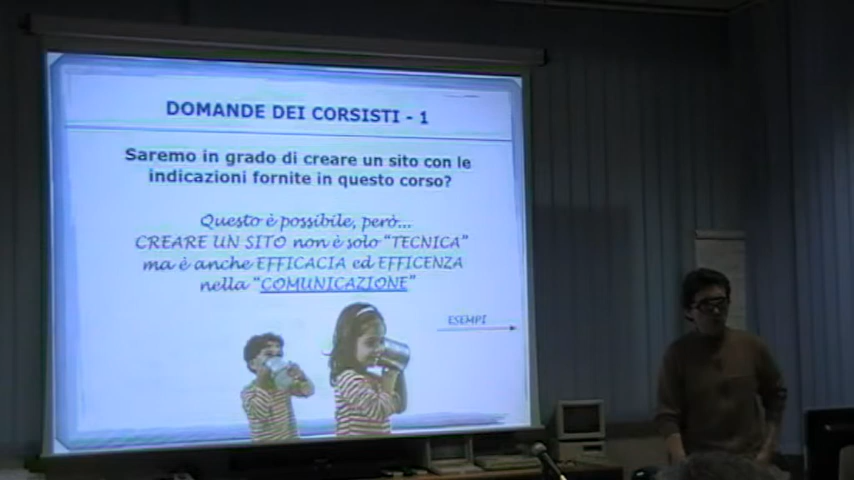 DOMANDE DEI CORSISTI - 1
Saremo in grado di creare un sito con le
indicazioni fornite in questo corso?
Questo è possibile, però...
CREARE UN SITO non è solo "TECNICA"
ma è anche EFFICACIA ed EFFICENZA
nella "COMUNICAZIONE"
ESEMPI